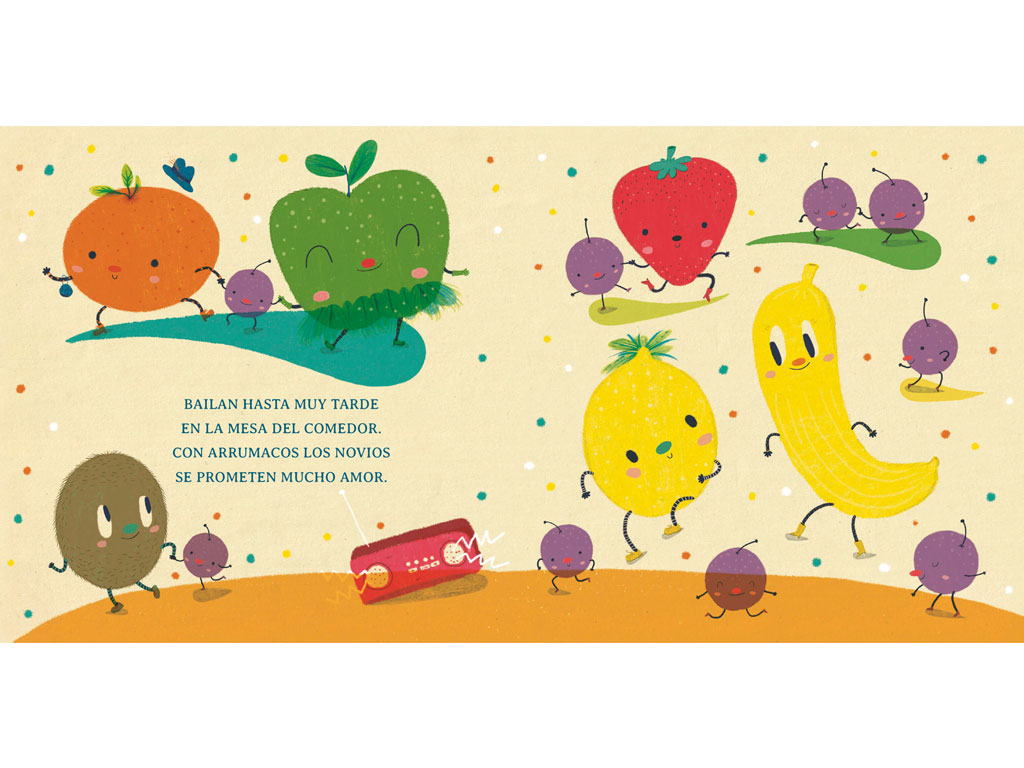 BAILAN HASTA MUY TARDE
EN LA MESA DEL COMEDOR.
CON ARRUMACOS LOS NOVIOS
SE PROMETEN MUCHO AMOR.